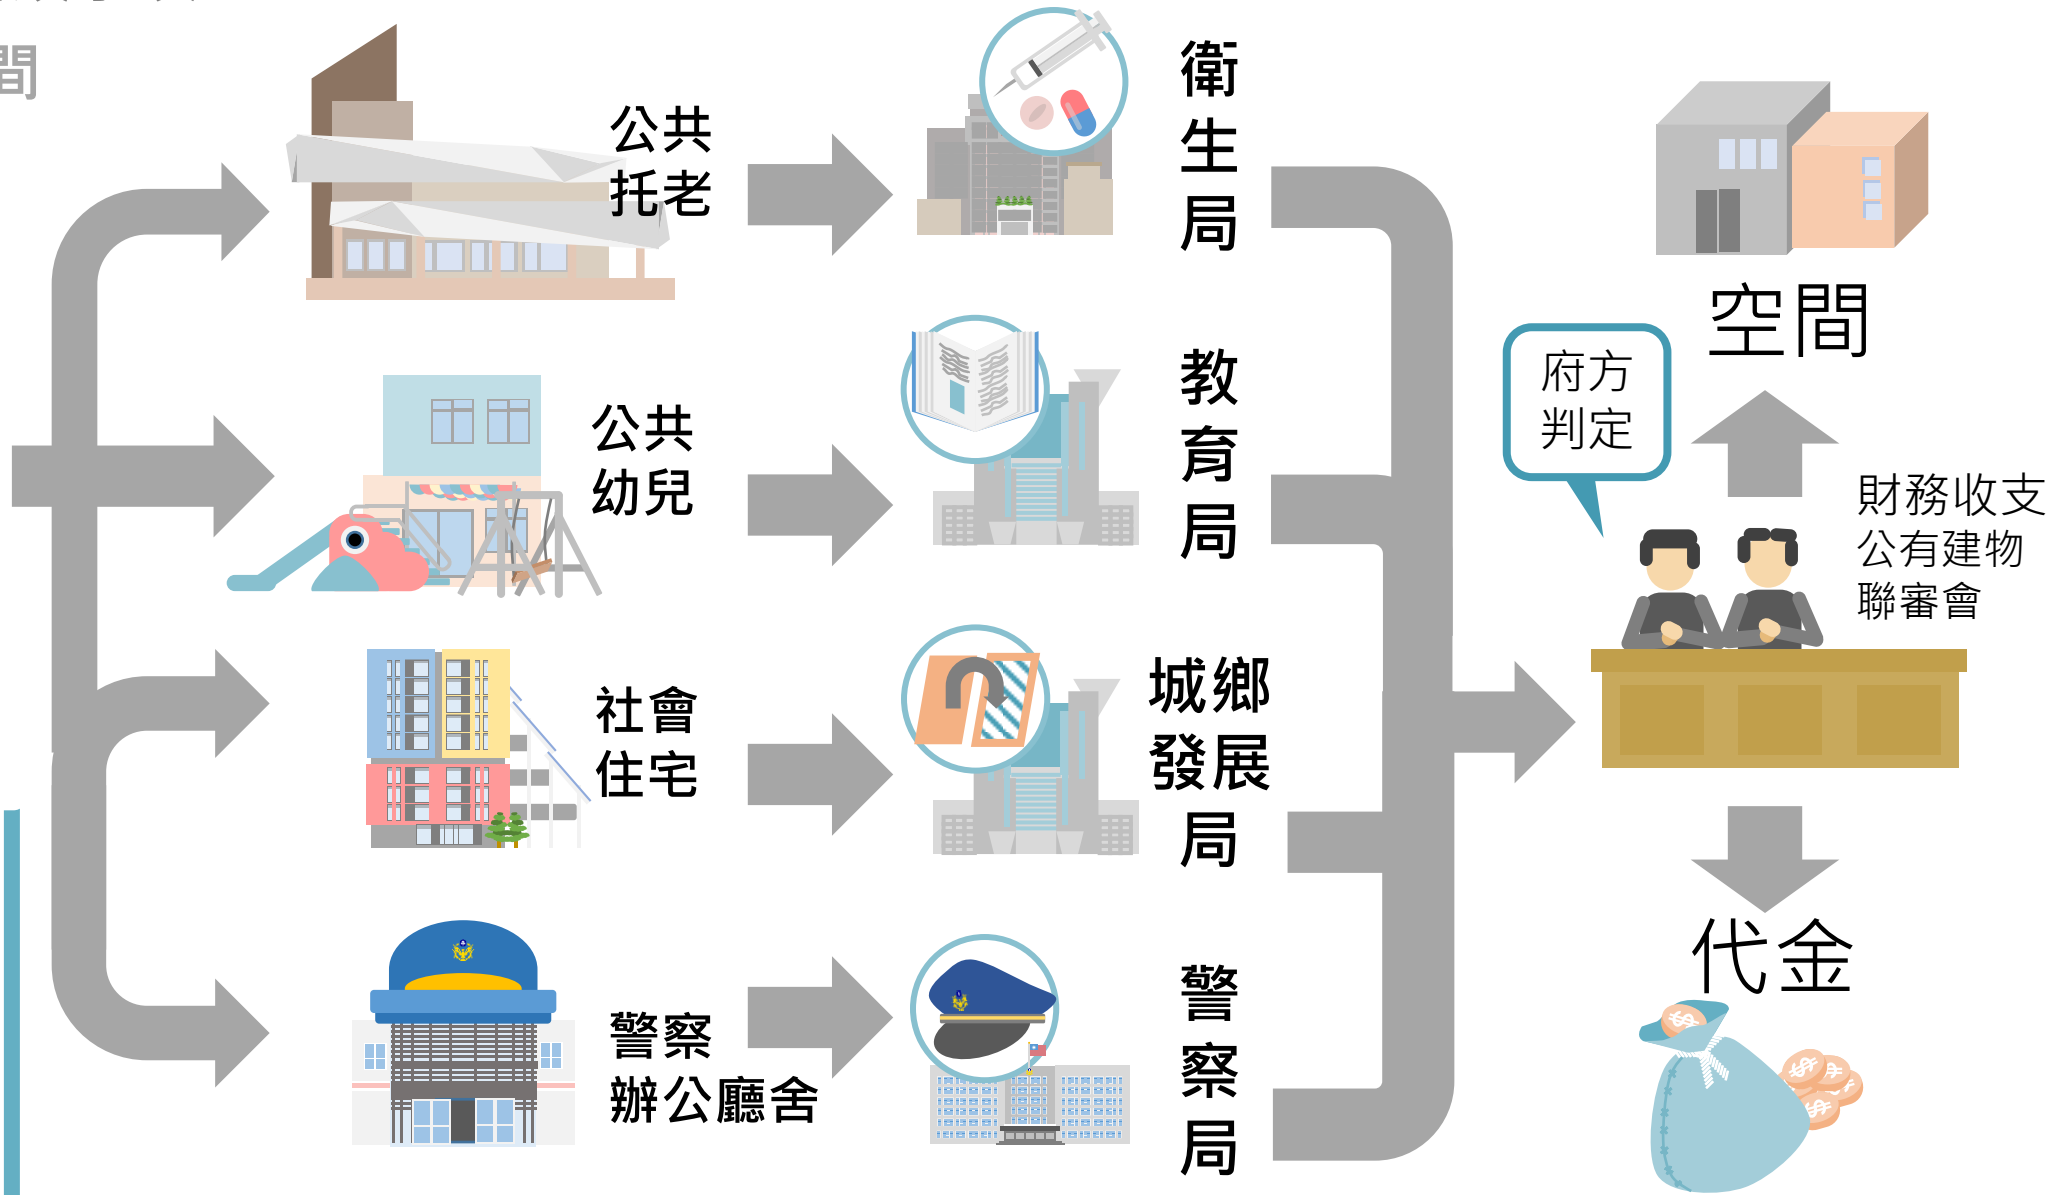 間
公共
托老
衛
生
局
公共
幼兒
教
育
局
社會
住宅
城鄉
發展
局
警察
辦公廳舍
警
察
局
空間
府方
判定
財務收支
公有建物
聯審會
代金